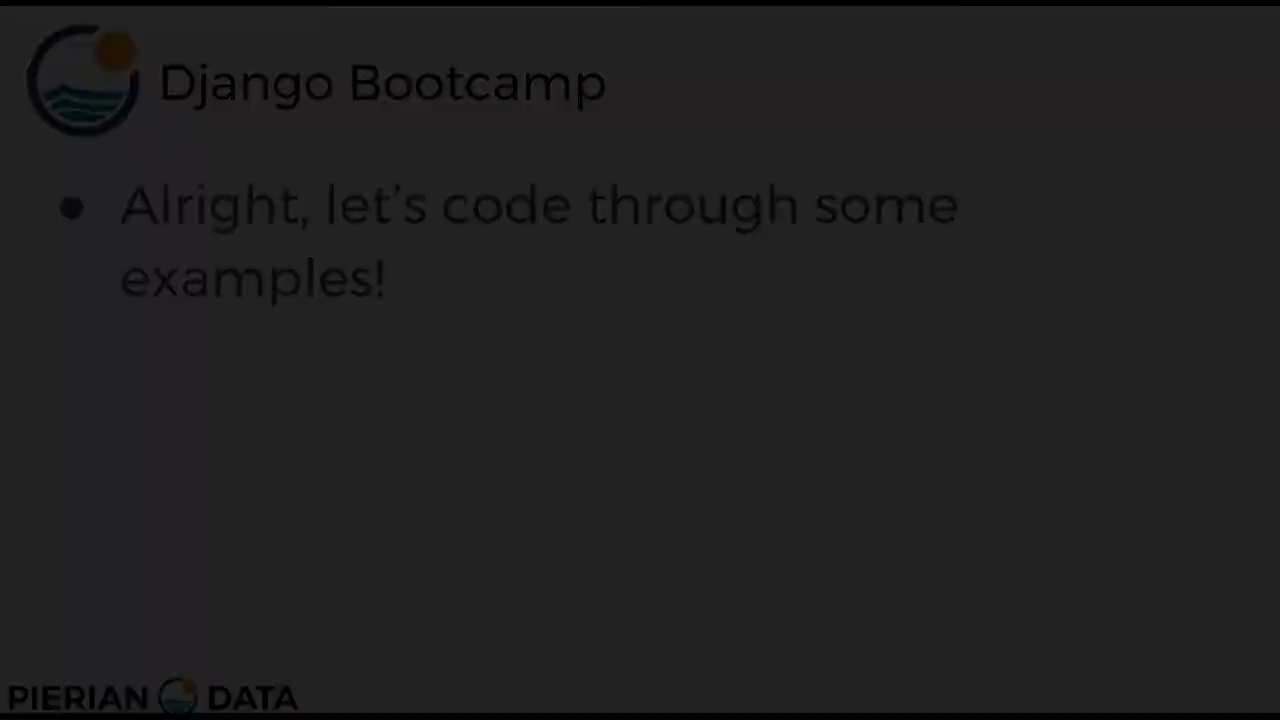 Django Bootcamp
● Alright, let's code through some
examples!
PIERIAN DATA